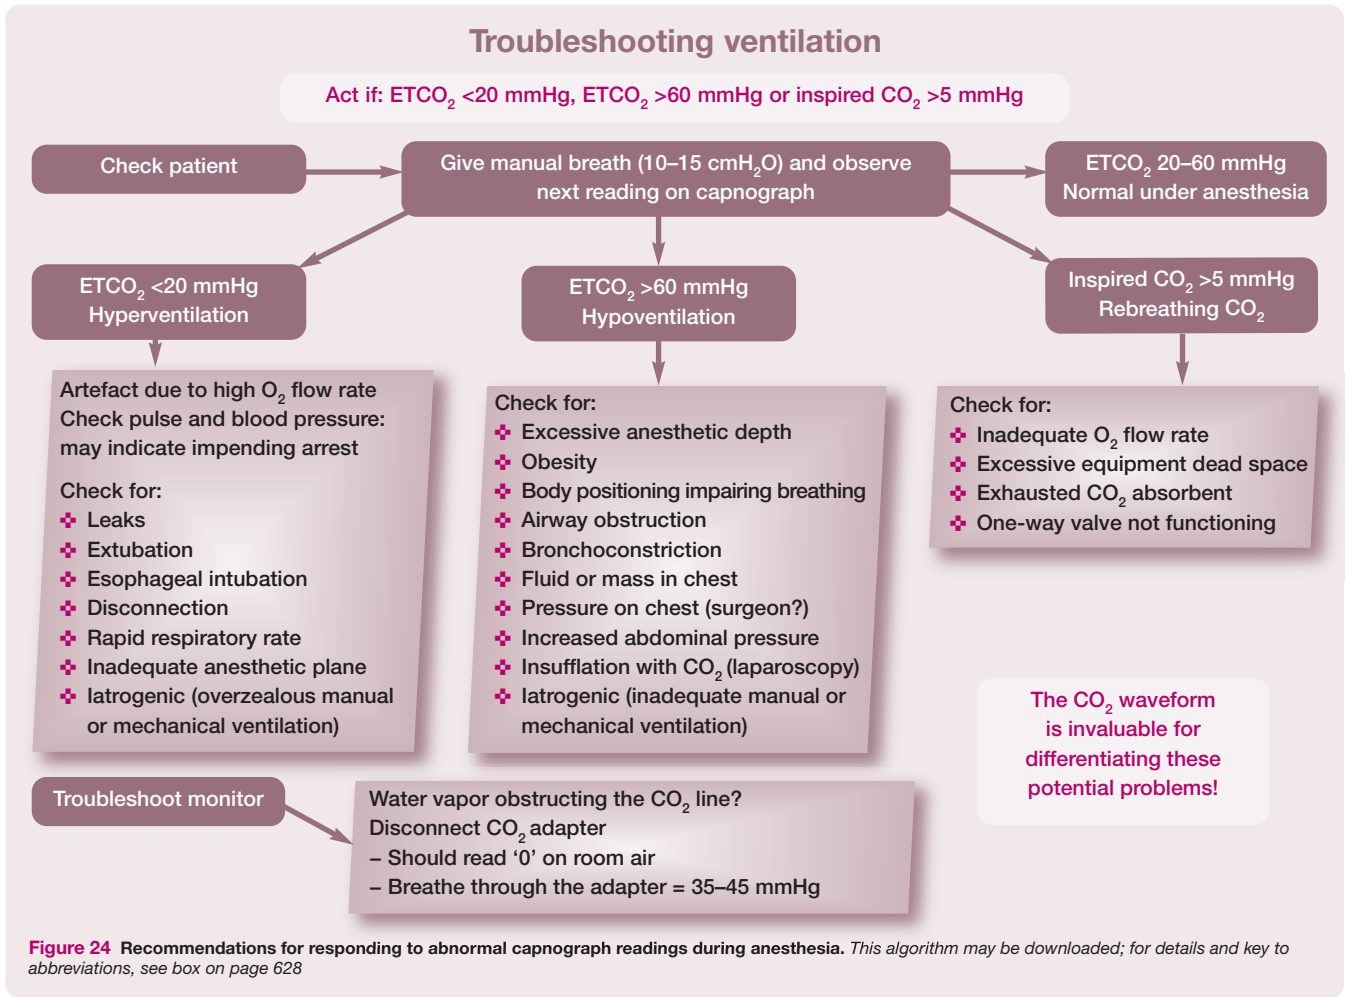 Troubleshooting ventilation
Act if: ETCO₂ <20 mmHg, ETCO₂ >60 mmHg or inspired CO₂ >5 mmHg
Check patient
Give manual breath (10–15 cmH₂O) and observe
next reading on capnograph
ETCO₂ 20–60 mmHg
Normal under anesthesia
ETCO₂ <20 mmHg
Hyperventilation
ETCO₂ >60 mmHg
Hypoventilation
Inspired CO₂ >5 mmHg
Rebreathing CO₂
Artefact due to high O₂ flow rate
Check pulse and blood pressure:
may indicate impending arrest
Check for:
✤ Leaks
✤ Extubation
✤ Esophageal intubation
✤ Disconnection
✤ Rapid respiratory rate
✤ Inadequate anesthetic plane
✤ Iatrogenic (overzealous manual
or mechanical ventilation)
Check for:
✤ Excessive anesthetic depth
✤ Obesity
✤ Body positioning impairing breathing
✤ Airway obstruction
✤ Bronchoconstriction
✤ Fluid or mass in chest
✤ Pressure on chest (surgeon?)
✤ Increased abdominal pressure
✤ Insufflation with CO₂ (laparoscopy)
✤ Iatrogenic (inadequate manual or
mechanical ventilation)
Check for:
✤ Inadequate O₂ flow rate
✤ Excessive equipment dead space
✤ Exhausted CO₂ absorbent
✤ One-way valve not functioning
The CO₂ waveform
is invaluable for
differentiating these
potential problems!
Troubleshoot monitor
Water vapor obstructing the CO₂ line?
Disconnect CO₂ adapter
– Should read ‘0’ on room air
– Breathe through the adapter = 35–45 mmHg
Figure 24 Recommendations for responding to abnormal capnograph readings during anesthesia. This algorithm may be downloaded; for details and key to
abbreviations, see box on page 628